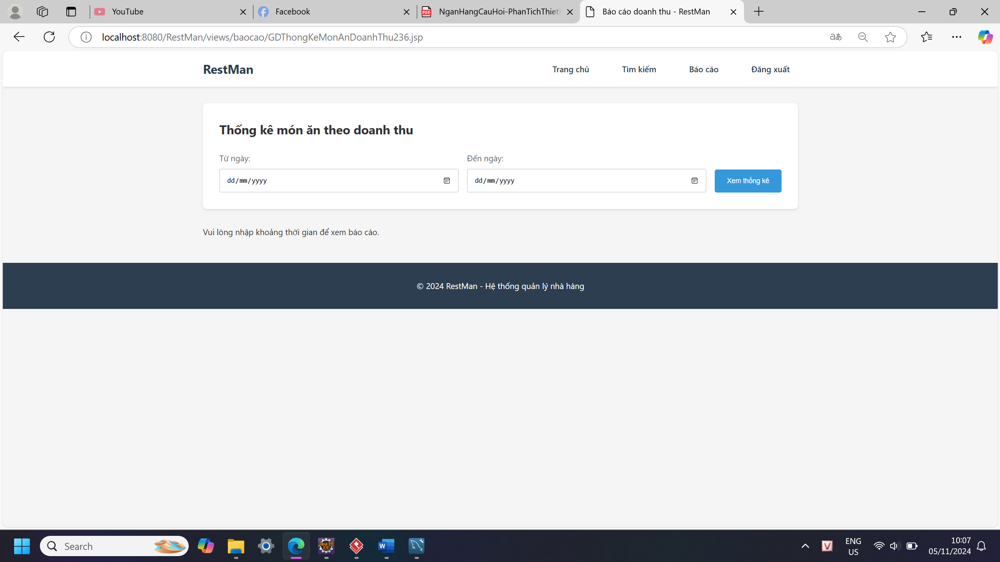 YouTube
Facebook
NganHangCauHoi-PhanTichThiet
Báo cáo doanh thu - RestMan
localhost:8080/RestMan/views/baocao/GDThongKeMonAnDoanhThu236.jsp
RestMan
Trang chủ
Tìm kiếm
Báo cáo
Đăng xuất
Thống kê món ăn theo doanh thu
Từ ngày:
Đến ngày:
dd/mm/yyyy
dd/mm/yyyy
Xem thống kê
Vui lòng nhập khoảng thời gian để xem báo cáo.
© 2024 RestMan - Hệ thống quản lý nhà hàng
Search
Java EE
IDE
ENG
US
10:07
05/11/2024